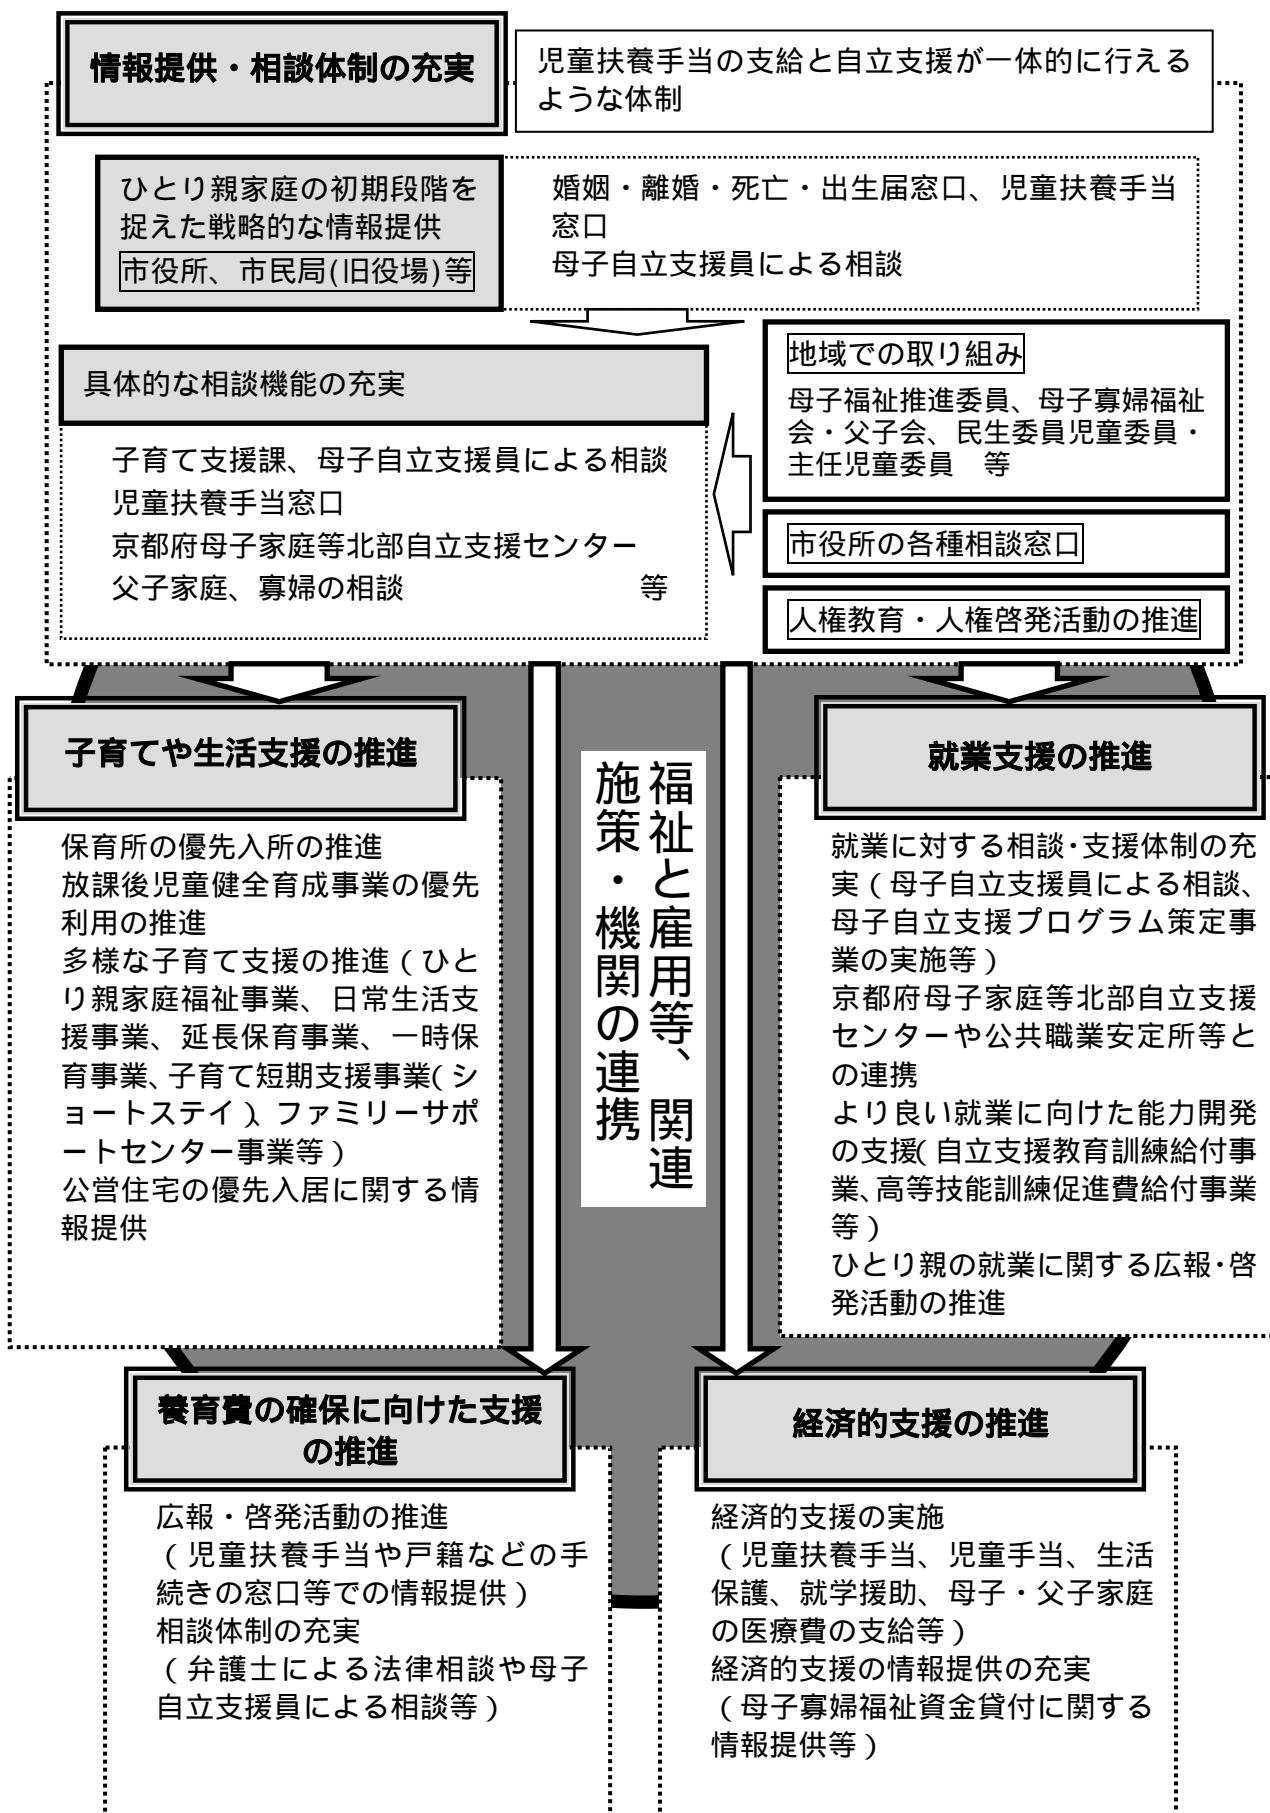 情報提供・相談体制の充実
児童扶養手当の支給と自立支援が一体的に行える
ような体制
ひとり親家庭の初期段階を
捉えた戦略的な情報提供
市役所、市民局(旧役場)等
婚姻・離婚・死亡・出生届窓口、児童扶養手当
窓口
母子自立支援員による相談
具体的な相談機能の充実
子育て支援課、母子自立支援員による相談
児童扶養手当窓口
京都府母子家庭等北部自立支援センター
父子家庭、寡婦の相談 等
地域での取り組み
母子福祉推進委員、母子寡婦福祉
会・父子会、民生委員児童委員・
主任児童委員 等
市役所の各種相談窓口
人権教育・人権啓発活動の推進
子育てや生活支援の推進
保育所の優先入所の推進
放課後児童健全育成事業の優先
利用の推進
多様な子育て支援の推進(ひと
り親家庭福祉事業、日常生活支
援事業、延長保育事業、一時保
育事業、子育て短期支援事業(シ
ョートステイ)、ファミリーサポ
ートセンター事業等)
公営住宅の優先入居に関する情
報提供
福祉と雇用等、関連
施策・機関の連携
就業支援の推進
就業に対する相談・支援体制の充
実(母子自立支援員による相談、
母子自立支援プログラム策定事
業の実施等)
京都府母子家庭等北部自立支援
センターや公共職業安定所等と
の連携
より良い就業に向けた能力開発
の支援(自立支援教育訓練給付事
業、高等技能訓練促進費給付事業
等)
ひとり親の就業に関する広報・啓
発活動の推進
養育費の確保に向けた支援
の推進
広報・啓発活動の推進
(児童扶養手当や戸籍などの手
続きの窓口等での情報提供)
相談体制の充実
(弁護士による法律相談や母子
自立支援員による相談等)
経済的支援の推進
経済的支援の実施
(児童扶養手当、児童手当、生活
保護、就学援助、母子・父子家庭
の医療費の支給等)
経済的支援の情報提供の充実
(母子寡婦福祉資金貸付に関する
情報提供等)